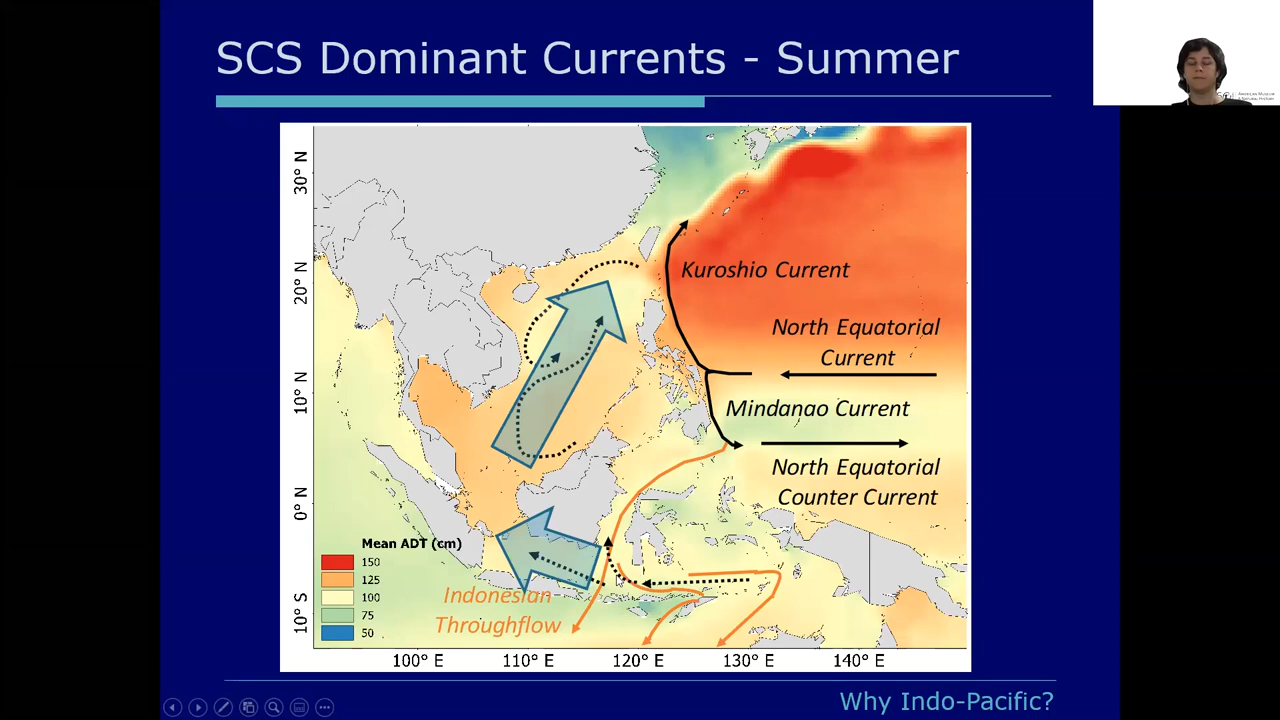 SCS Dominant Currents - Summer
30° N
20° N
10° N
0° N
10° S
Kuroshio Current
North Equatorial
Current
Mindanao Current
North Equatorial
Counter Current
Mean ADT (cm)
150
125
100
75
50
Indonesian
Throughflow
100° E
110° E
120° E
130° E
140° E
Why Indo-Pacific?